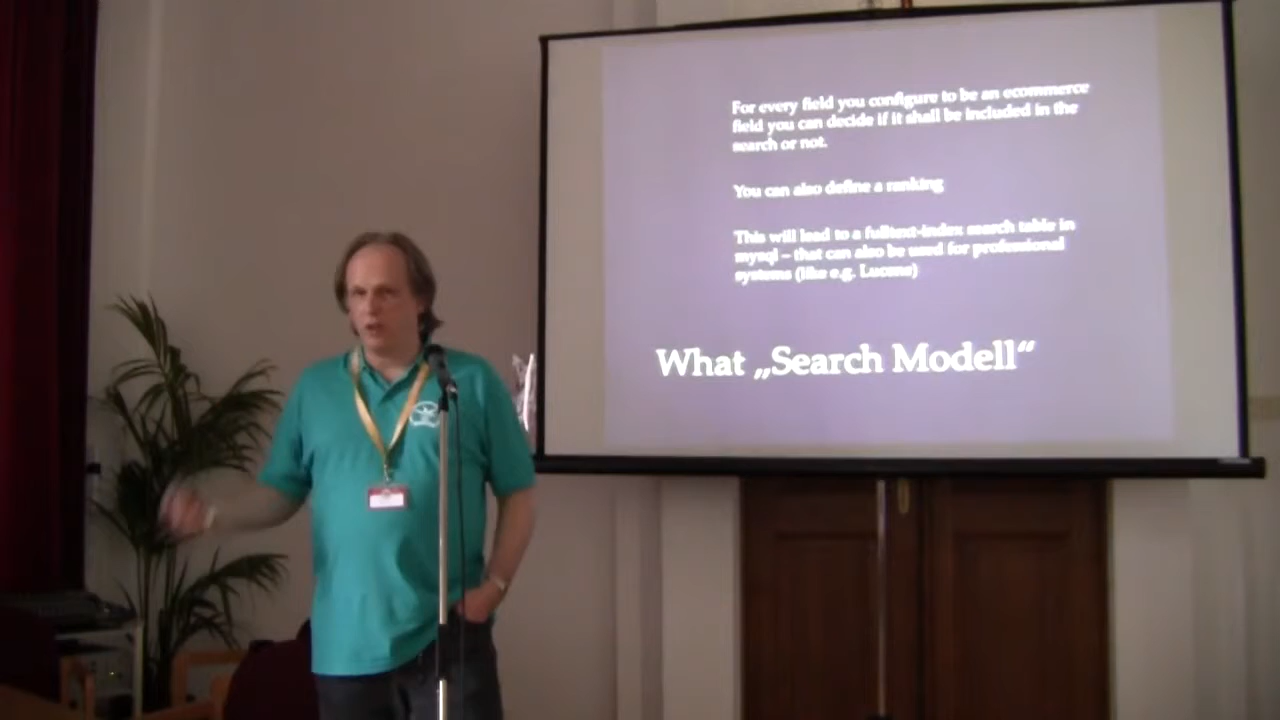 For every field you configure to be an ecommerce
field you can decide if it shall be included in the
search or not.
You can also define a ranking
This will lead to a fulltext-index search table in
mysql – that can also be used for professional
systems (like e.g. Lucene)
What „Search Modell“